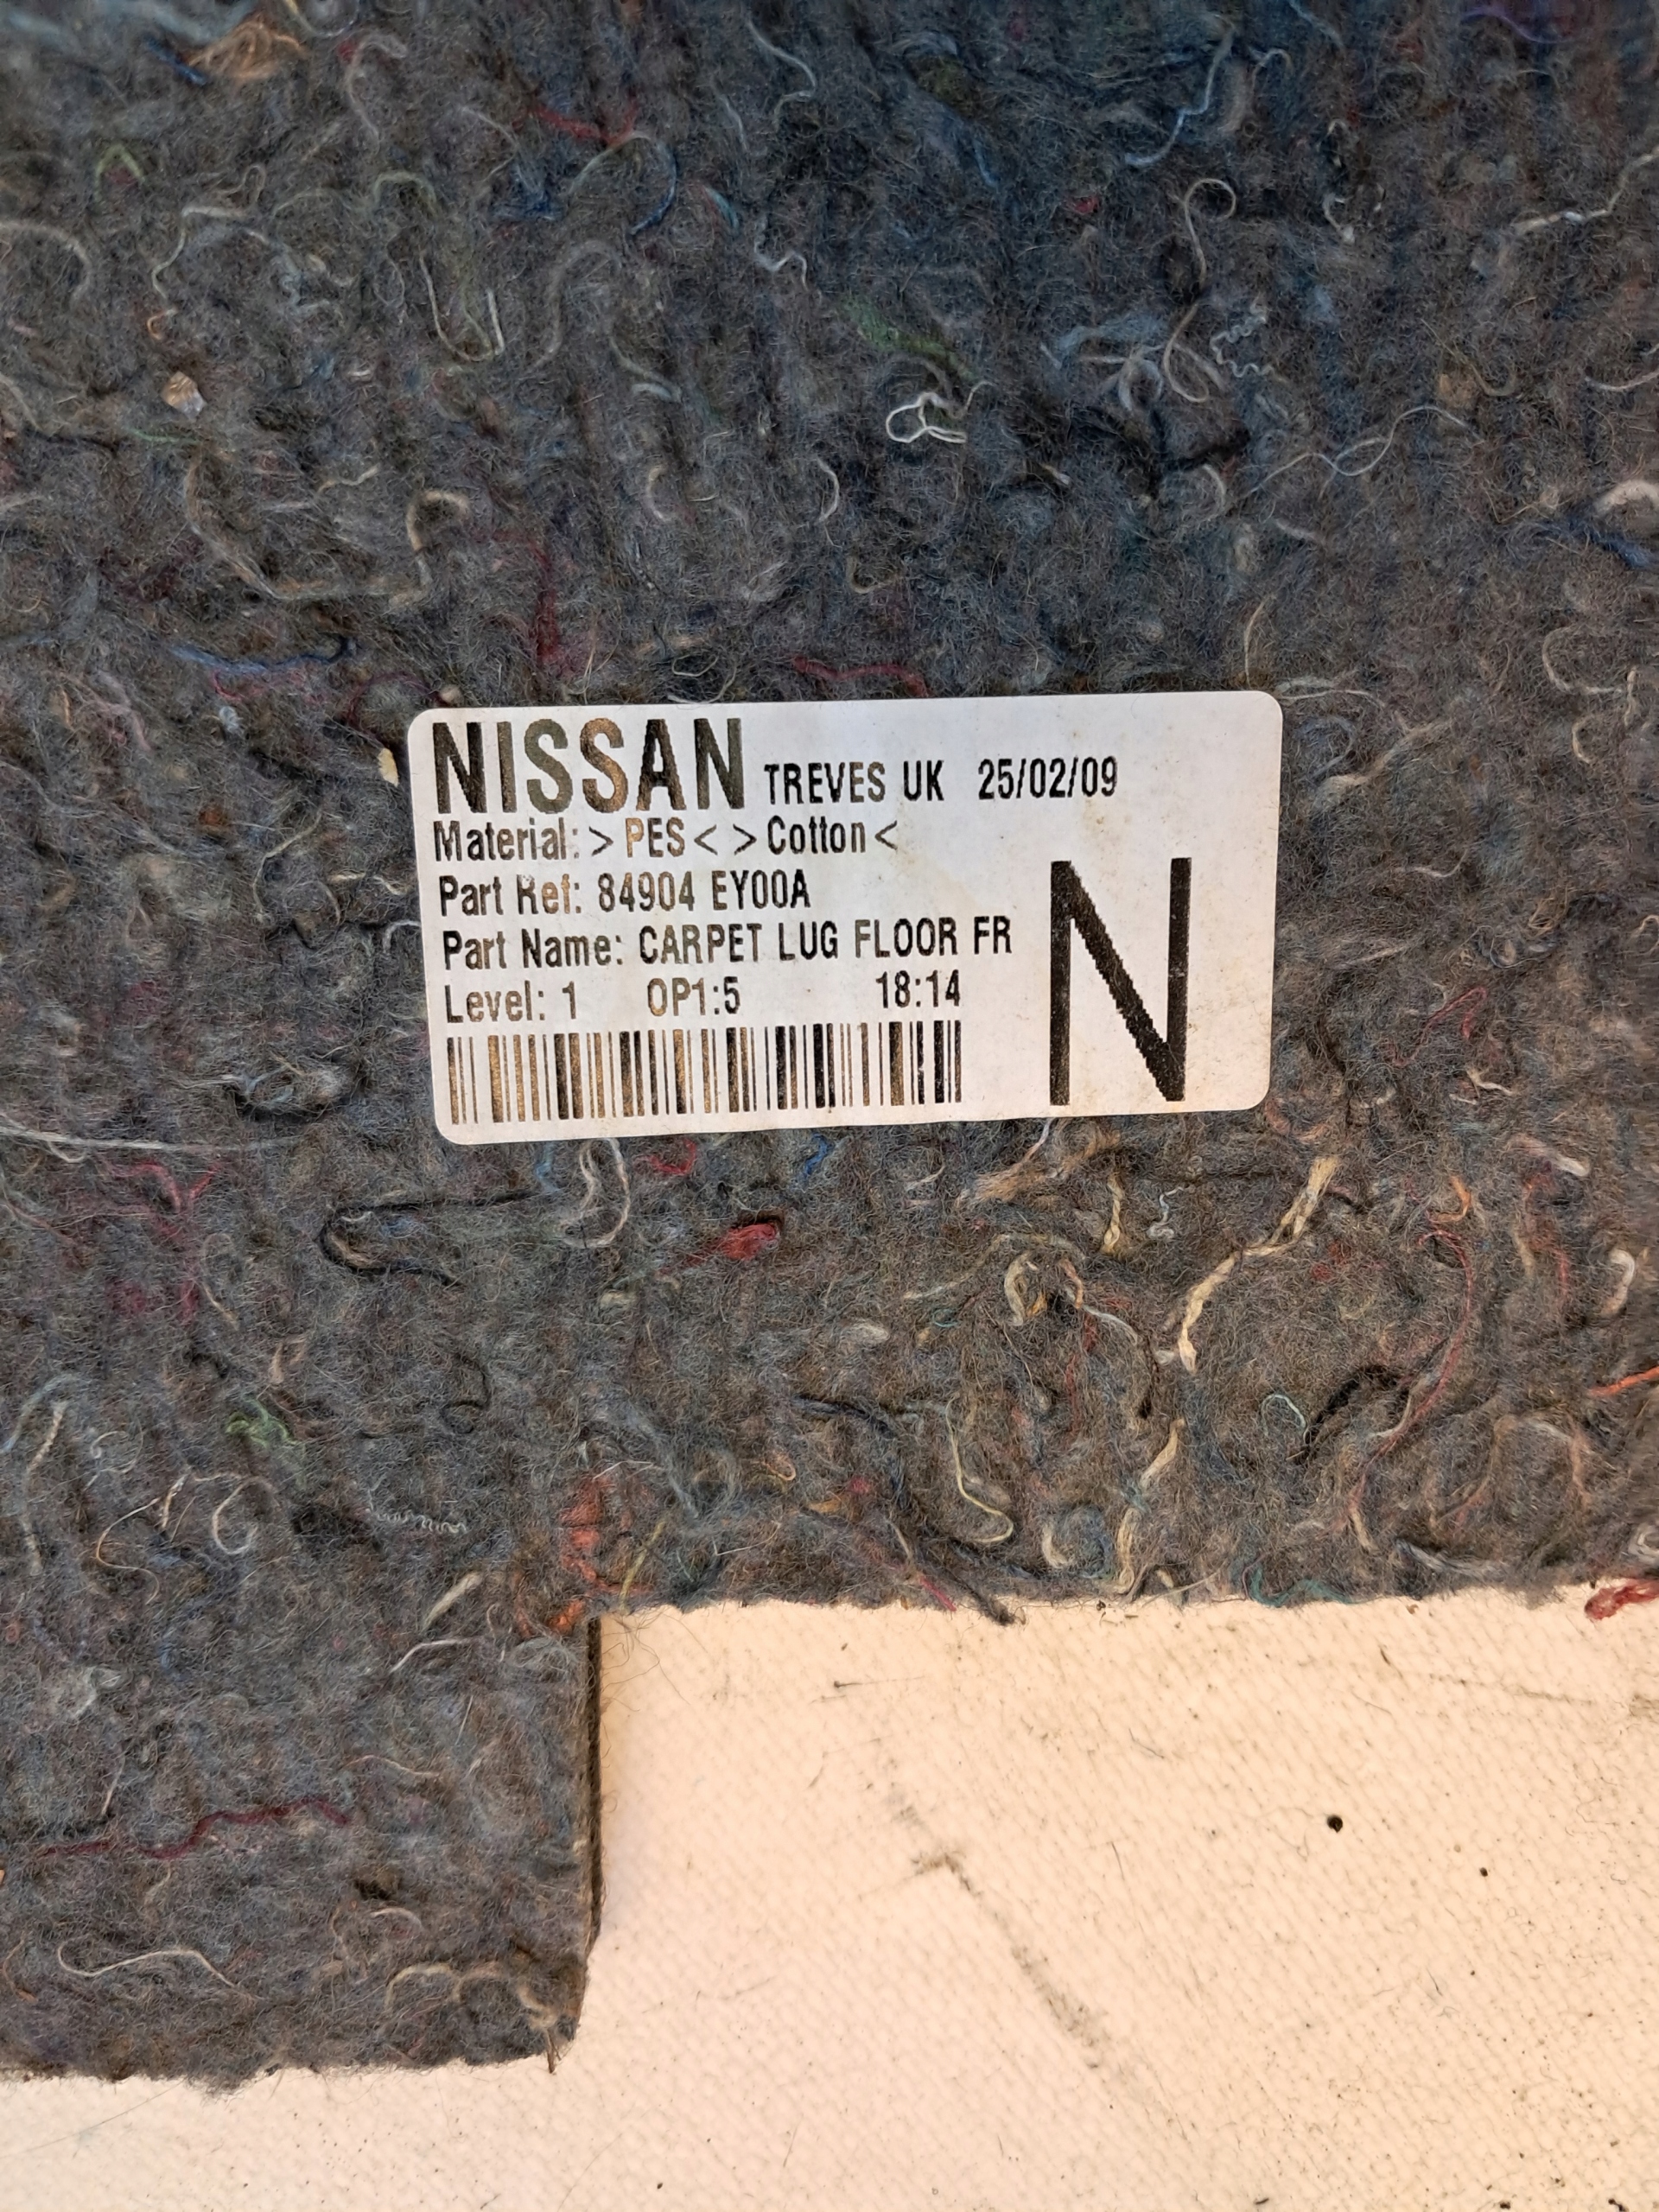 NISSAN TREVES UK 25/02/09
Material: >PES< >Cotton<
Part Ref: 84904 EY00A
Part Name: CARPET LUG FLOOR FR
Level: 1 OP1:5 18:14
N